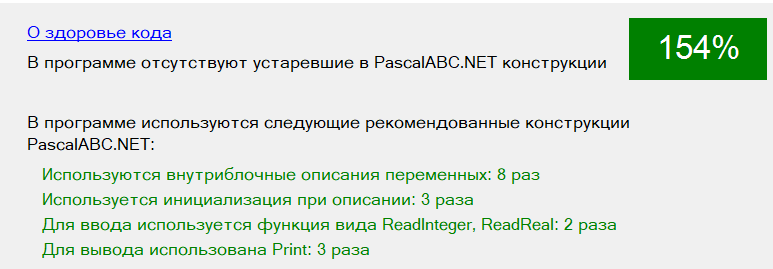 О здоровье кода
154%
В программе отсутствуют устаревшие в PascalABC.NET конструкции
В программе используются следующие рекомендованные конструкции
PascalABC.NET:
Используются внутриблочные описания переменных: 8 раз
Используется инициализация при описании: 3 раза
Для ввода используется функция вида ReadInteger, ReadReal: 2 раза
Для вывода использована Print: 3 раза